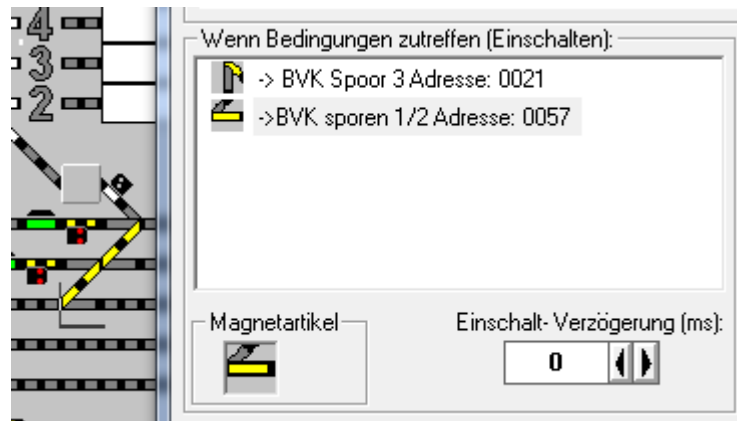 4
3
2
Wenn Bedingungen zutreffen (Einschalten):
-> BVK Spoor 3 Adresse: 0021
->BVK sporen 1/2 Adresse: 0057
Magnetartikel
Einschalt- Verzögerung (ms):
0